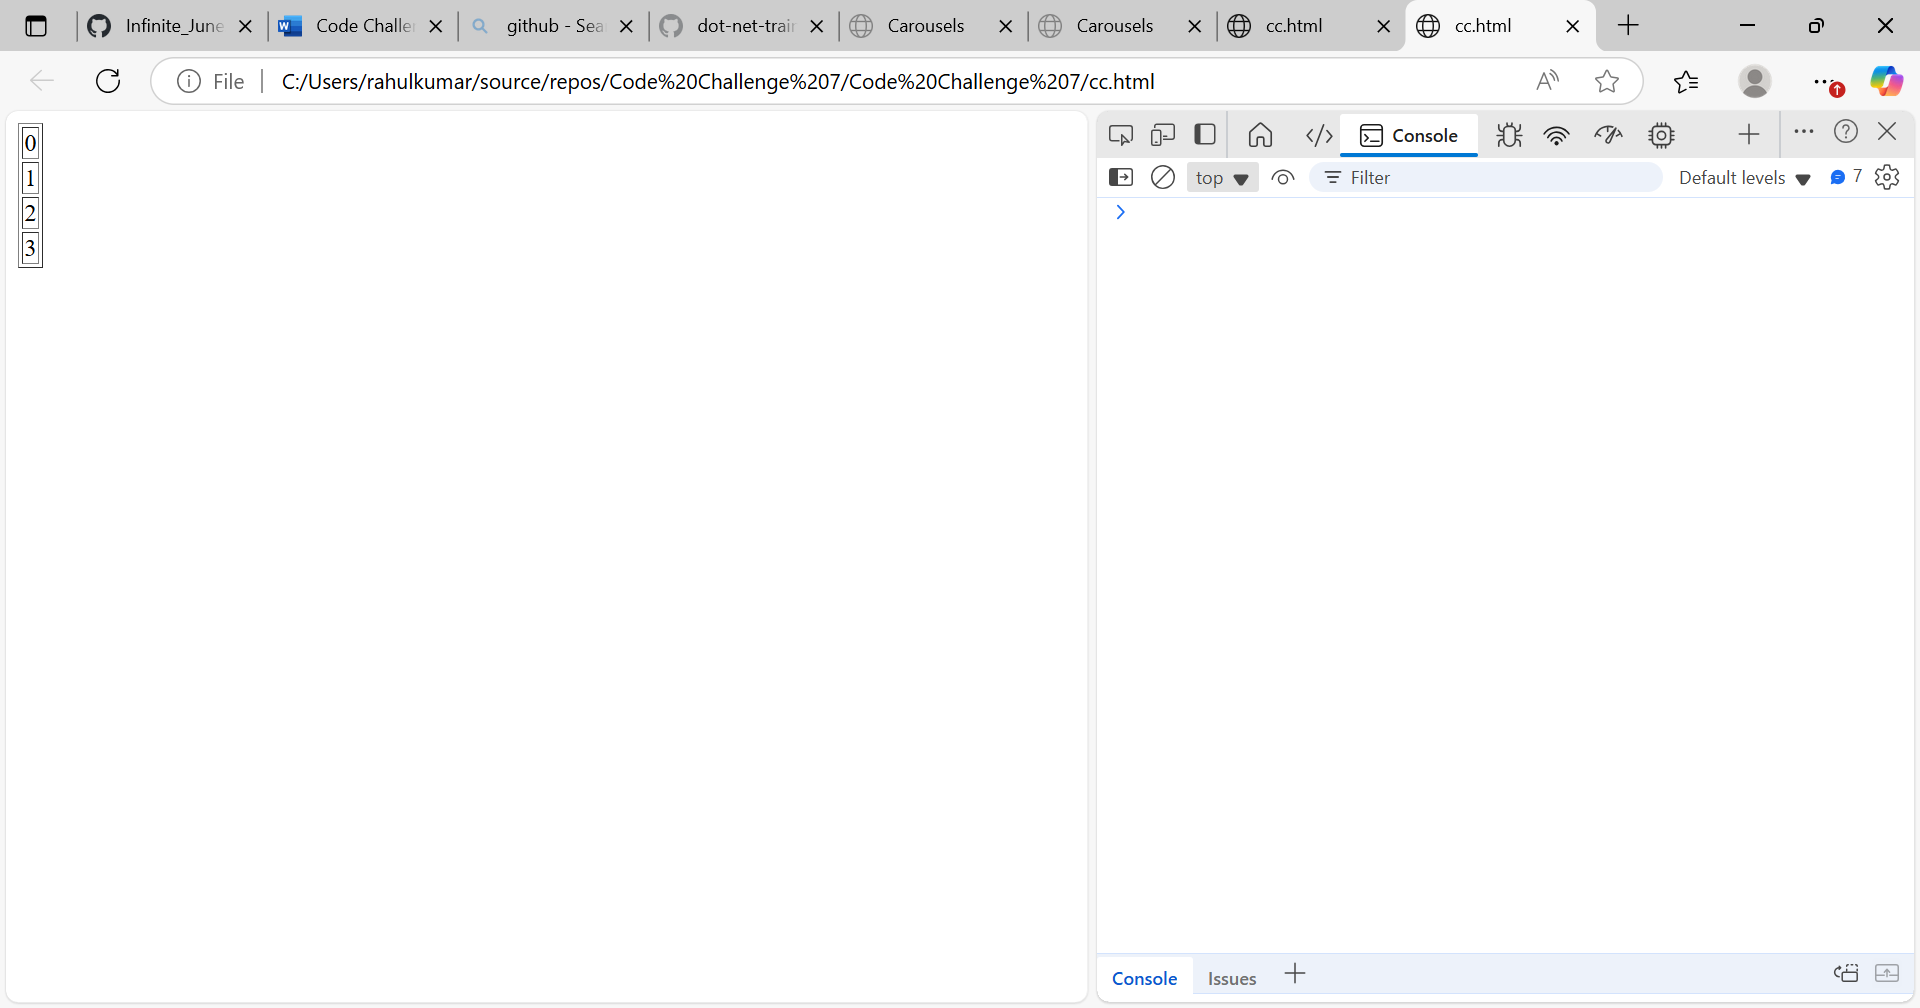 Infinite_June
Code Challe
github - Sea
dot-net-trai
Carousels
Carousels
cc.html
cc.html
File
C:/Users/rahulkumar/source/repos/Code%20Challenge%207/Code%20Challenge%207/cc.html
0
1
2
3
Console
top
Filter
Default levels
7
Console
Issues